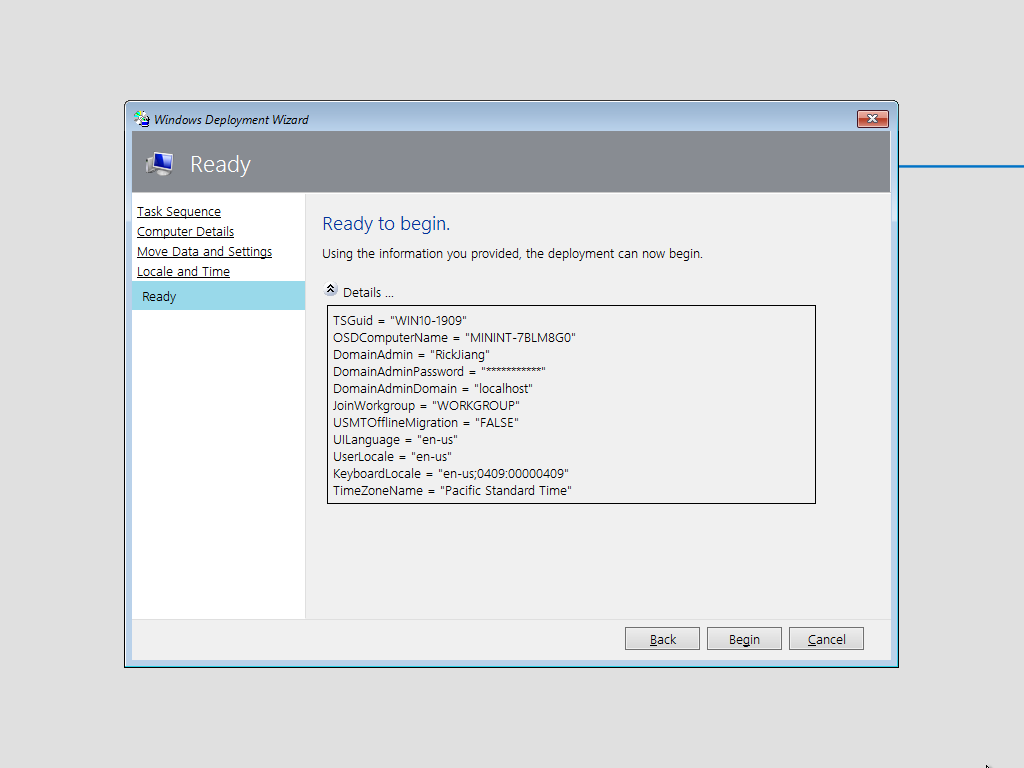 Windows Deployment Wizard
Ready
Task Sequence
Computer Details
Move Data and Settings
Locale and Time
Ready
Ready to begin.
Using the information you provided, the deployment can now begin.
Details ...
TSGuid = "WIN10-1909"
OSDComputerName = "MININT-7BLM8G0"
DomainAdmin = "RickJiang"
DomainAdminPassword = "***********"
DomainAdminDomain = "localhost"
JoinWorkgroup = "WORKGROUP"
USMTOfflineMigration = "FALSE"
UILanguage = "en-us"
UserLocale = "en-us"
KeyboardLocale = "en-us;0409:00000409"
TimeZoneName = "Pacific Standard Time"
Back
Begin
Cancel